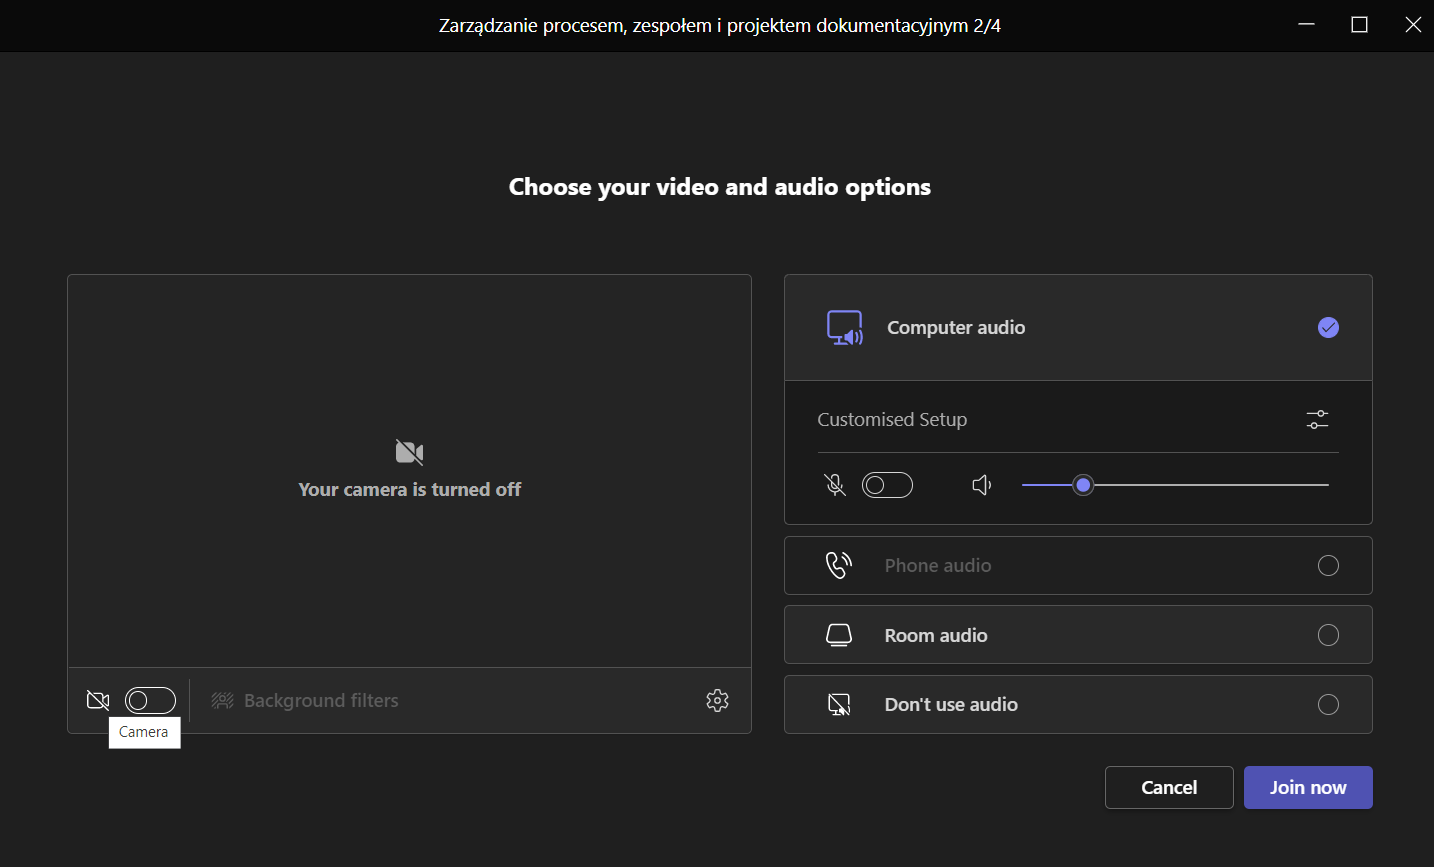 Zarządzanie procesem, zespołem i projektem dokumentacyjnym 2/4
Choose your video and audio options
Your camera is turned off
Background filters
Camera
Computer audio
Customised Setup
Phone audio
Room audio
Don't use audio
Cancel
Join now